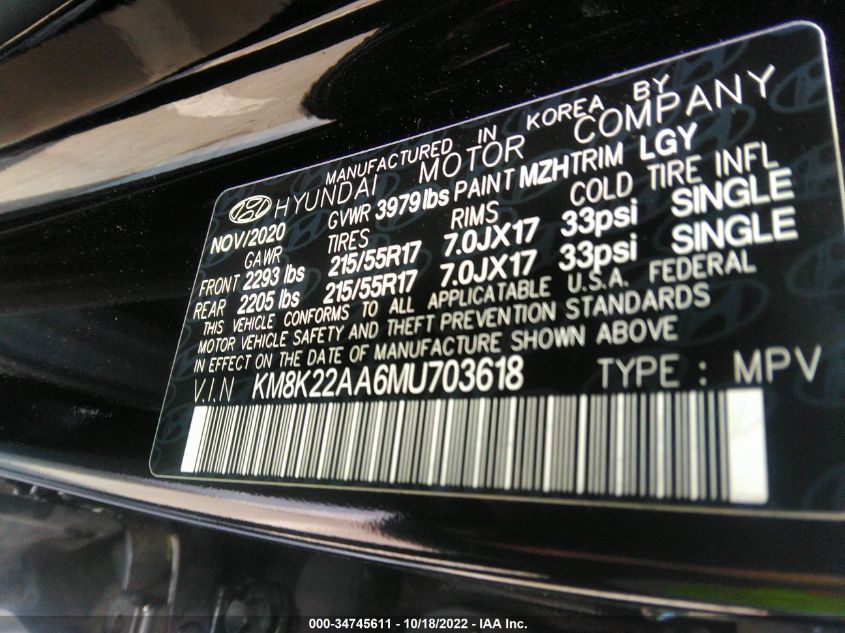 MANUFACTURED IN KOREA BY
HYUNDAI MOTOR COMPANY
NOV/2020 GVWR 3979 lbs PAINT MZH TRIM LGY
GAWR TIRES RIMS COLD TIRE INFL
FRONT 2293 lbs 215/55R17 7.0JX17 33psi SINGLE
REAR 2205 lbs 215/55R17 7.0JX17 33psi SINGLE
THIS VEHICLE CONFORMS TO ALL APPLICATABLE U.S.A. FEDERAL
MOTOR VEHICLE SAFETY AND THEFT PREVENTION STANDARDS
IN EFFECT ON THE DATE OF MANUFACTURE SHOWN ABOVE
V.I.N KM8K22AA6MU703618 TYPE : MPV
000-34745611 - 10/18/2022 - IAA Inc.